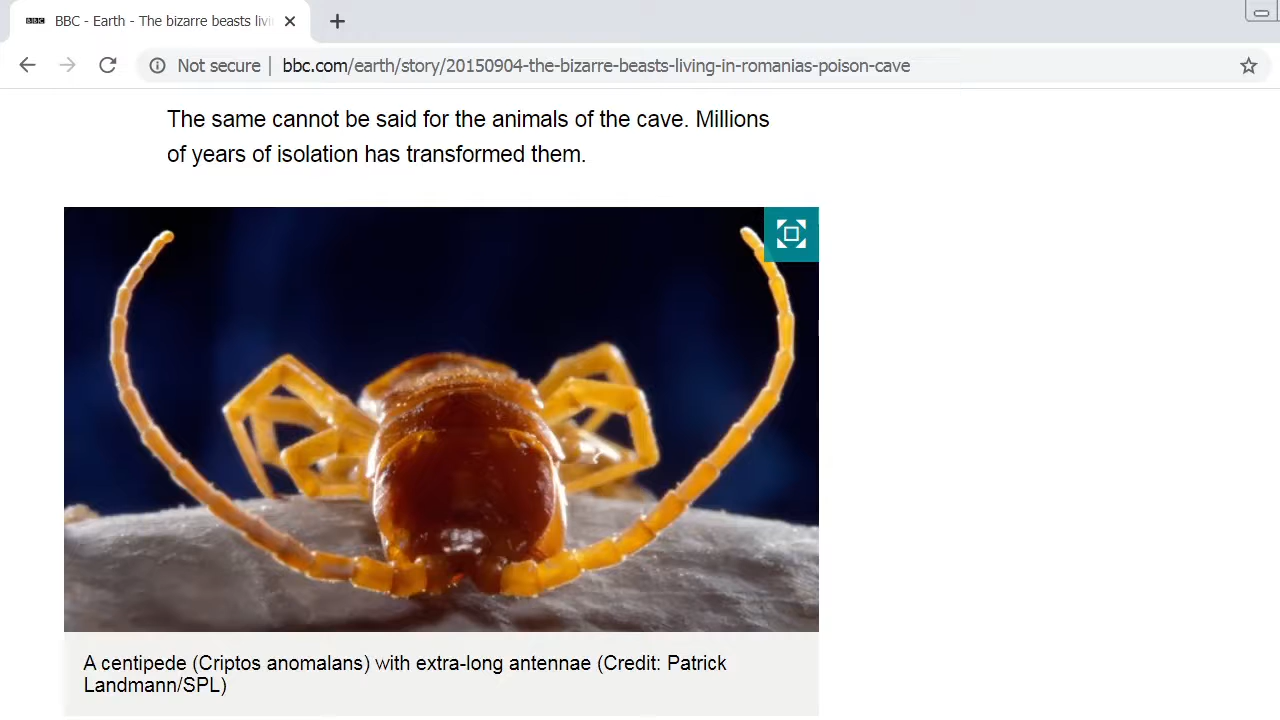 BBC
BBC - Earth - The bizarre beasts livi
Not secure | bbc.com/earth/story/20150904-the-bizarre-beasts-living-in-romanias-poison-cave
The same cannot be said for the animals of the cave. Millions
of years of isolation has transformed them.
A centipede (Criptos anomalans) with extra-long antennae (Credit: Patrick
Landmann/SPL)